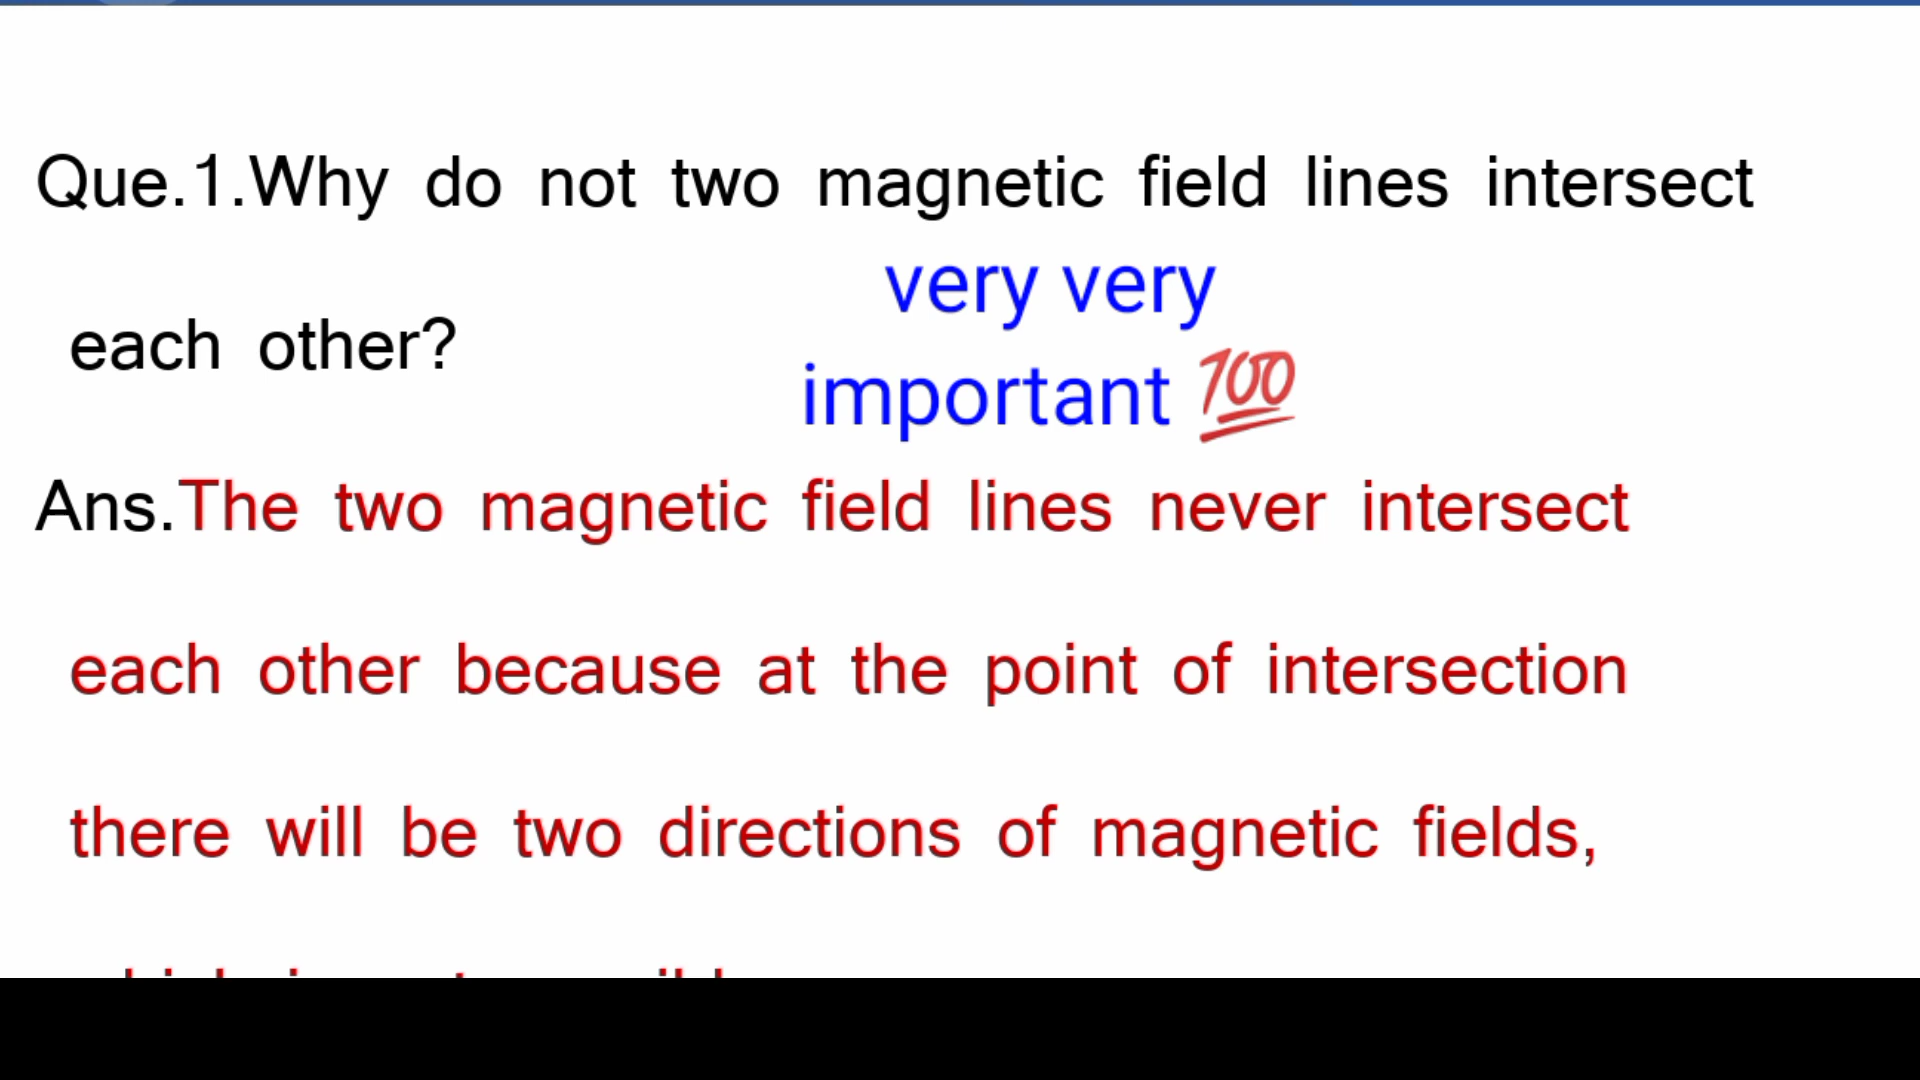 Que.1.Why do not two magnetic field lines intersect
very very
each other?
important 💯
Ans.The two magnetic field lines never intersect
each other because at the point of intersection
there will be two directions of magnetic fields,